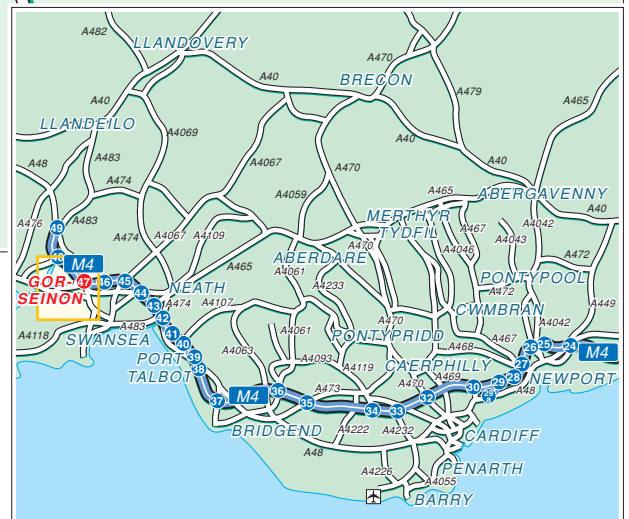 A482
LLANDOVERY
A470
A40
BRECON
A479
A465
A40
LLANDEILO
A4069
A40
A483
A4067
A40
A48
A474
A470
A4059
A465
ABERGAVENNY
A476
A483
A474
A4067
A4109
MERTHYR
TYDFIL
A467
A4042
A40
A4043
A470
A4046
49
M4
A465
ABERDARE
A4061
A472
GOR-
SEINON
47
46
45
NEATH
A4233
PONTYPOOL
44
A474
A4107
A472
A449
43
CWMBRAN
42
A470
A4042
A4118
A483
A4061
PONTYPRIDD
A467
SWANSEA
41
40
A468
26
25
24
M4
PORT
TALBOT
39
A4063
A4093
A4119
CAERPHILLY
27
38
A470
A469
28
NEWPORT
37
M4
36
A473
32
30
29
A48
35
34
33
29
BRIDGEND
A4222
A4232
CARDIFF
A48
A4226
PENARTH
A4055
BARRY